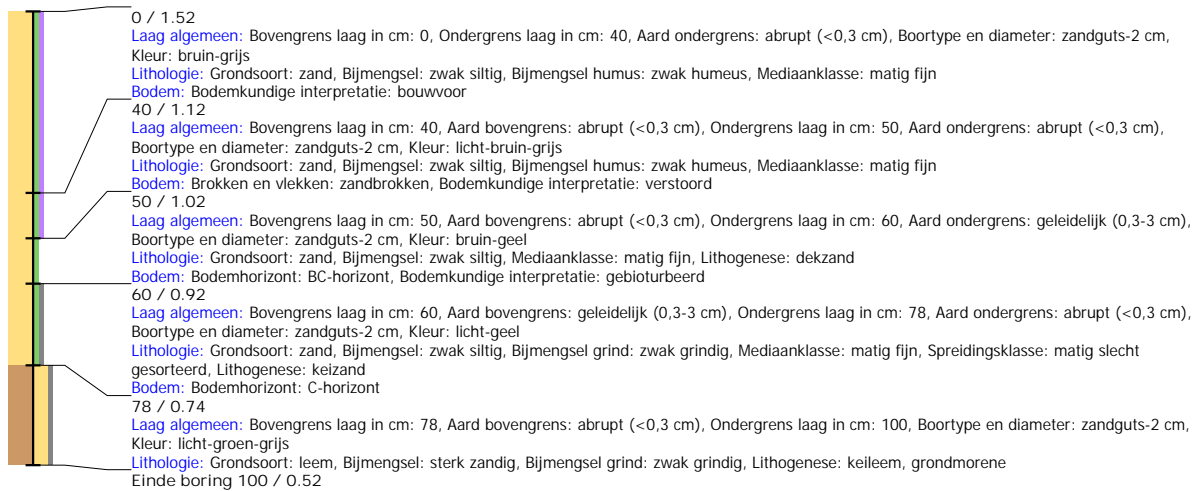 0 / 1.52
Laag algemeen: Bovengrens laag in cm: 0, Ondergrens laag in cm: 40, Aard ondergrens: abrupt (<0,3 cm), Boortype en diameter: zandguts-2 cm,
Kleur: bruin-grijs
Lithologie: Grondsoort: zand, Bijmengsel: zwak siltig, Bijmengsel humus: zwak humeus, Mediaanklasse: matig fijn
Bodem: Bodemkundige interpretatie: bouwvoor
40 / 1.12
Laag algemeen: Bovengrens laag in cm: 40, Aard bovengrens: abrupt (<0,3 cm), Ondergrens laag in cm: 50, Aard ondergrens: abrupt (<0,3 cm),
Boortype en diameter: zandguts-2 cm, Kleur: licht-bruin-grijs
Lithologie: Grondsoort: zand, Bijmengsel: zwak siltig, Bijmengsel humus: zwak humeus, Mediaanklasse: matig fijn
Bodem: Brokken en vlekken: zandbrokken, Bodemkundige interpretatie: verstoord
50 / 1.02
Laag algemeen: Bovengrens laag in cm: 50, Aard bovengrens: abrupt (<0,3 cm), Ondergrens laag in cm: 60, Aard ondergrens: geleidelijk (0,3-3 cm),
Boortype en diameter: zandguts-2 cm, Kleur: bruin-geel
Lithologie: Grondsoort: zand, Bijmengsel: zwak siltig, Mediaanklasse: matig fijn, Lithogenese: dekzand
Bodem: Bodemhorizont: BC-horizont, Bodemkundige interpretatie: gebioturbeerd
60 / 0.92
Laag algemeen: Bovengrens laag in cm: 60, Aard bovengrens: geleidelijk (0,3-3 cm), Ondergrens laag in cm: 78, Aard ondergrens: abrupt (<0,3 cm),
Boortype en diameter: zandguts-2 cm, Kleur: licht-geel
Lithologie: Grondsoort: zand, Bijmengsel: zwak siltig, Bijmengsel grind: zwak grindig, Mediaanklasse: matig fijn, Spreidingsklasse: matig slecht
gesorteerd, Lithogenese: keizand
Bodem: Bodemhorizont: C-horizont
78 / 0.74
Laag algemeen: Bovengrens laag in cm: 78, Aard bovengrens: abrupt (<0,3 cm), Ondergrens laag in cm: 100, Boortype en diameter: zandguts-2 cm,
Kleur: licht-groen-grijs
Lithologie: Grondsoort: leem, Bijmengsel: sterk zandig, Bijmengsel grind: zwak grindig, Lithogenese: keileem, grondmorene
Einde boring 100 / 0.52